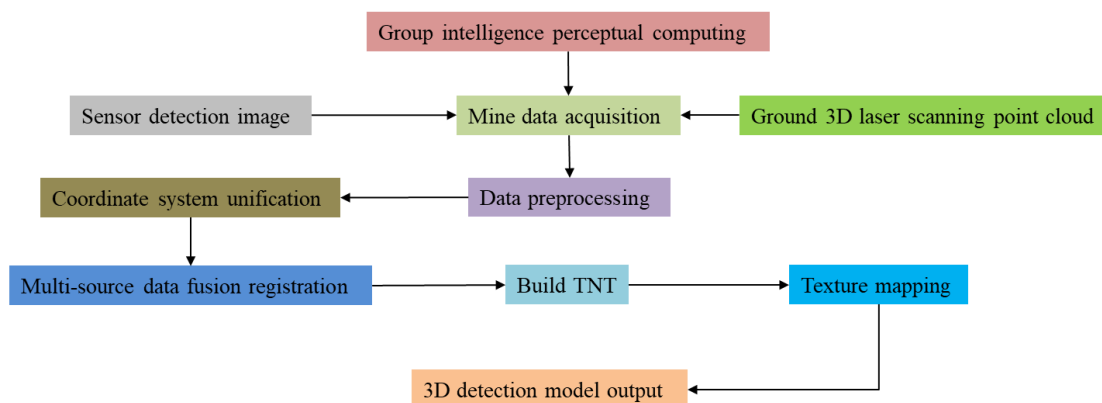 Group intelligence perceptual computing
Sensor detection image
Mine data acquisition
Ground 3D laser scanning point cloud
Coordinate system unification
Data preprocessing
Multi-source data fusion registration
Build TNT
Texture mapping
3D detection model output